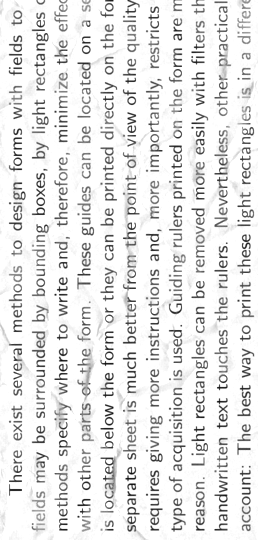 There exist several methods to design forms with fields to
fields may be surrounded by bounding boxes, by light rectangles o
methods specify where to write and, therefore, minimize the effec
with other parts of the form. These guides can be located on a se
is located below the form or they can be printed directly on the for
separate sheet is much better from the point of view of the quality
requires giving more instructions and, more importantly, restricts
type of acquisition is used. Guiding rulers printed on the form are m
reason. Light rectangles can be removed more easily with filters th
handwritten text touches the rulers. Nevertheless, other practical
account: The best way to print these light rectangles is in a differe